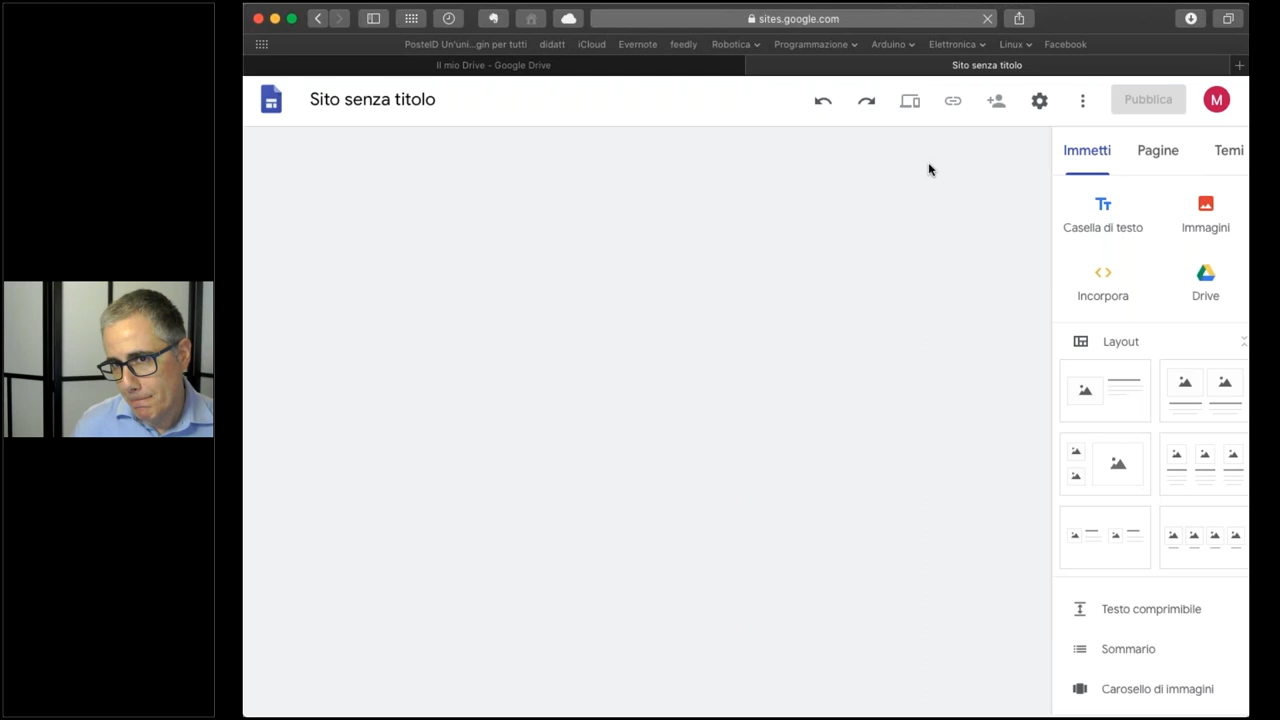 sites.google.com
PosteID Un'uni...gin per tutti didatt iCloud Evernote feedly Robotica Programmazione Arduino Elettronica Linux Facebook
Il mio Drive - Google Drive Sito senza titolo
Sito senza titolo Pubblica M
Immetti Pagine Temi
Casella di testo Immagini
Incorpora Drive
Layout
Testo comprimibile
Sommario
Carosello di immagini